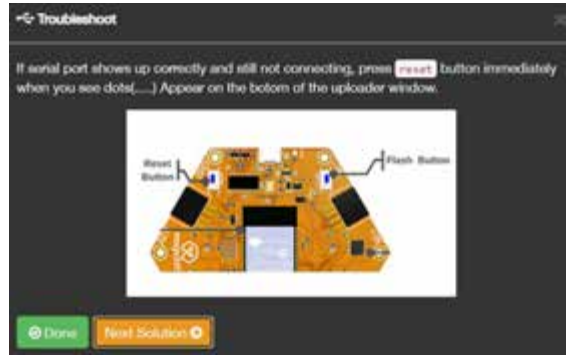 Troubleshoot
If serial port shows up correctly and still not connecting, press reset button immediately
when you see dots(.....) Appear on the botom of the uploader window.
Reset
Button
Flash Button
Done
Next Solution